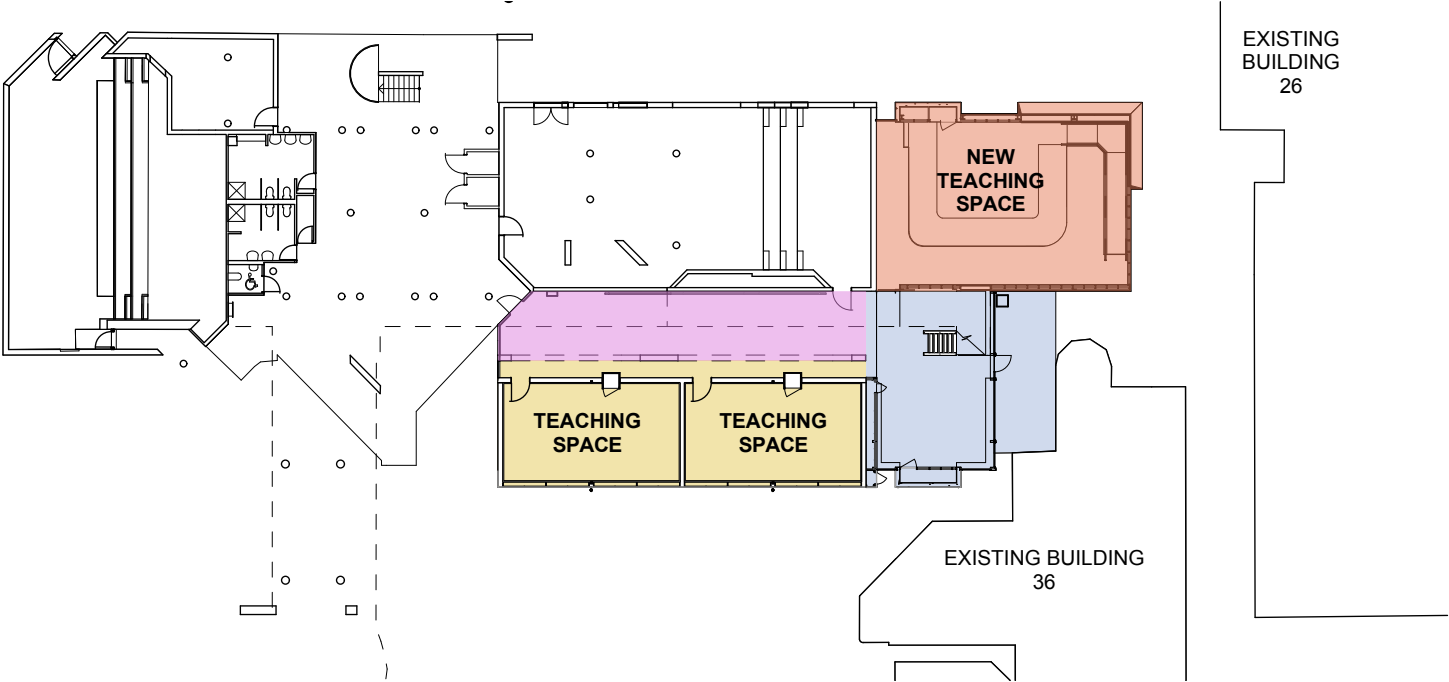 EXISTING
BUILDING
26
NEW
TEACHING
SPACE
TEACHING
SPACE
TEACHING
SPACE
EXISTING BUILDING
36